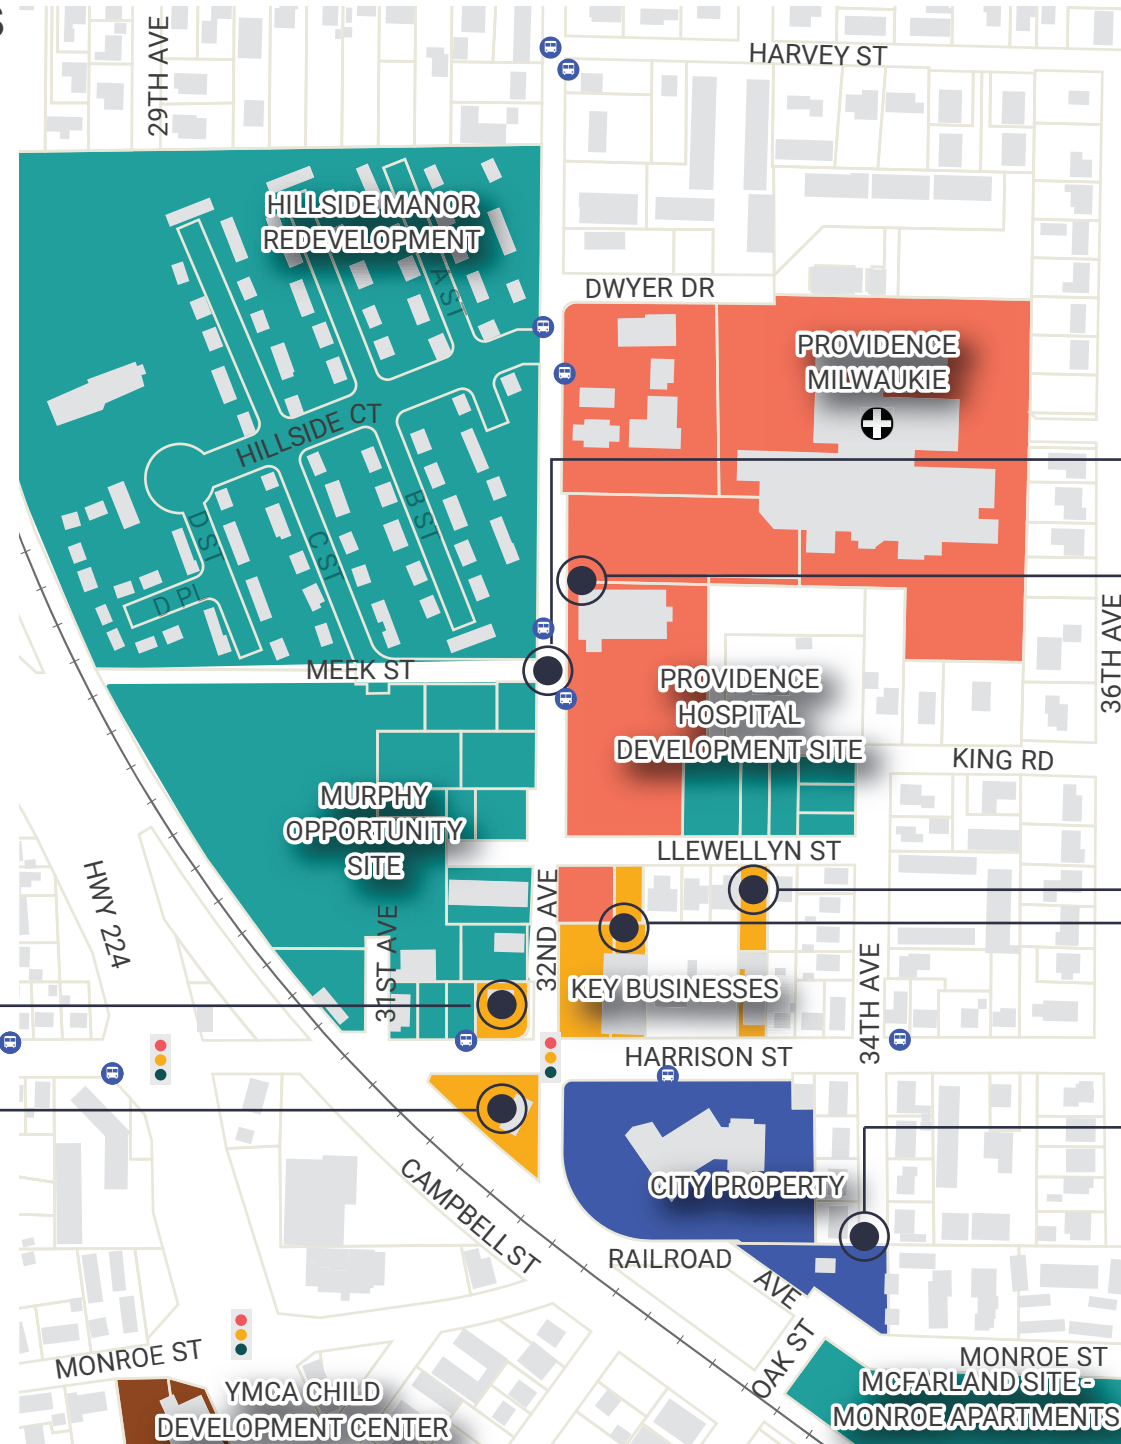 S
29TH AVE
HARVEY ST
HILLSIDE MANOR
REDEVELOPMENT
A ST
DWYER DR
PROVIDENCE
MILWAUKIE
HILLSIDE CT
B ST
C ST
D ST
D PL
MEEK ST
36TH AVE
PROVIDENCE
HOSPITAL
DEVELOPMENT SITE
KING RD
MURPHY
OPPORTUNITY
SITE
LLEWELLYN ST
HWY 224
31ST AVE
32ND AVE
KEY BUSINESSES
34TH AVE
HARRISON ST
CAMPBELL ST
CITY PROPERTY
RAILROAD
AVE
OAK ST
MONROE ST
MONROE ST
YMCA CHILD
DEVELOPMENT CENTER
MCFARLAND SITE -
MONROE APARTMENTS